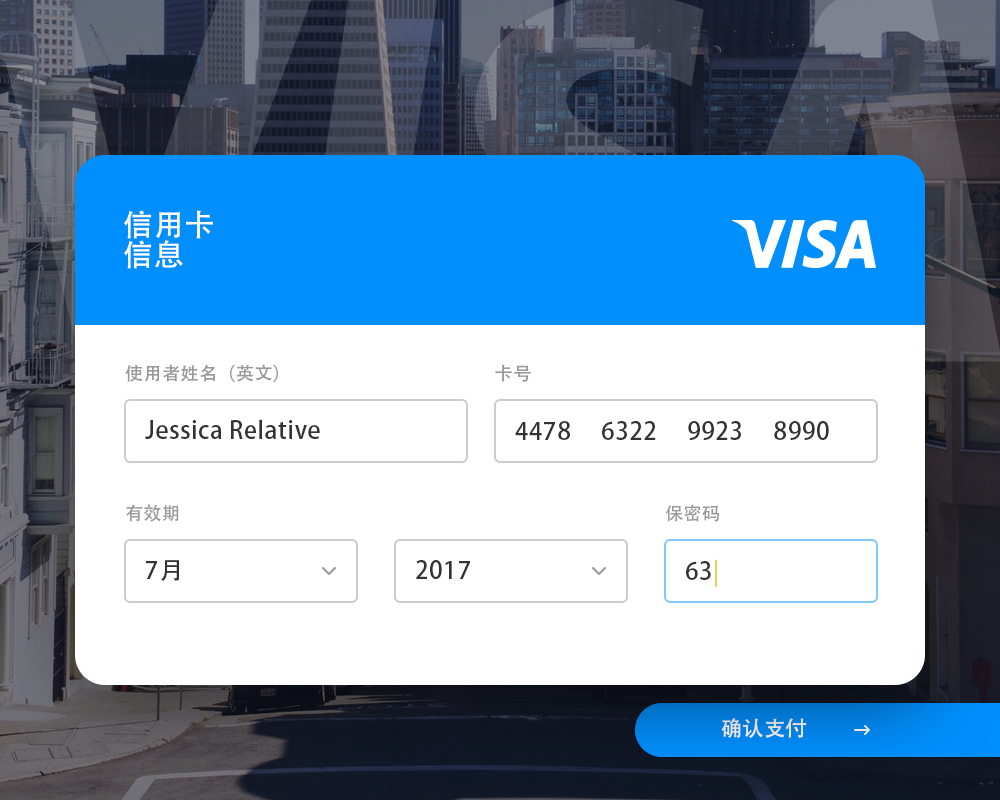 VISA
信用卡
信息
VISA
使用者姓名（英文）
卡号
Jessica Relative
4478 6322 9923 8990
有效期
保密码
7月
2017
63
确认支付 →